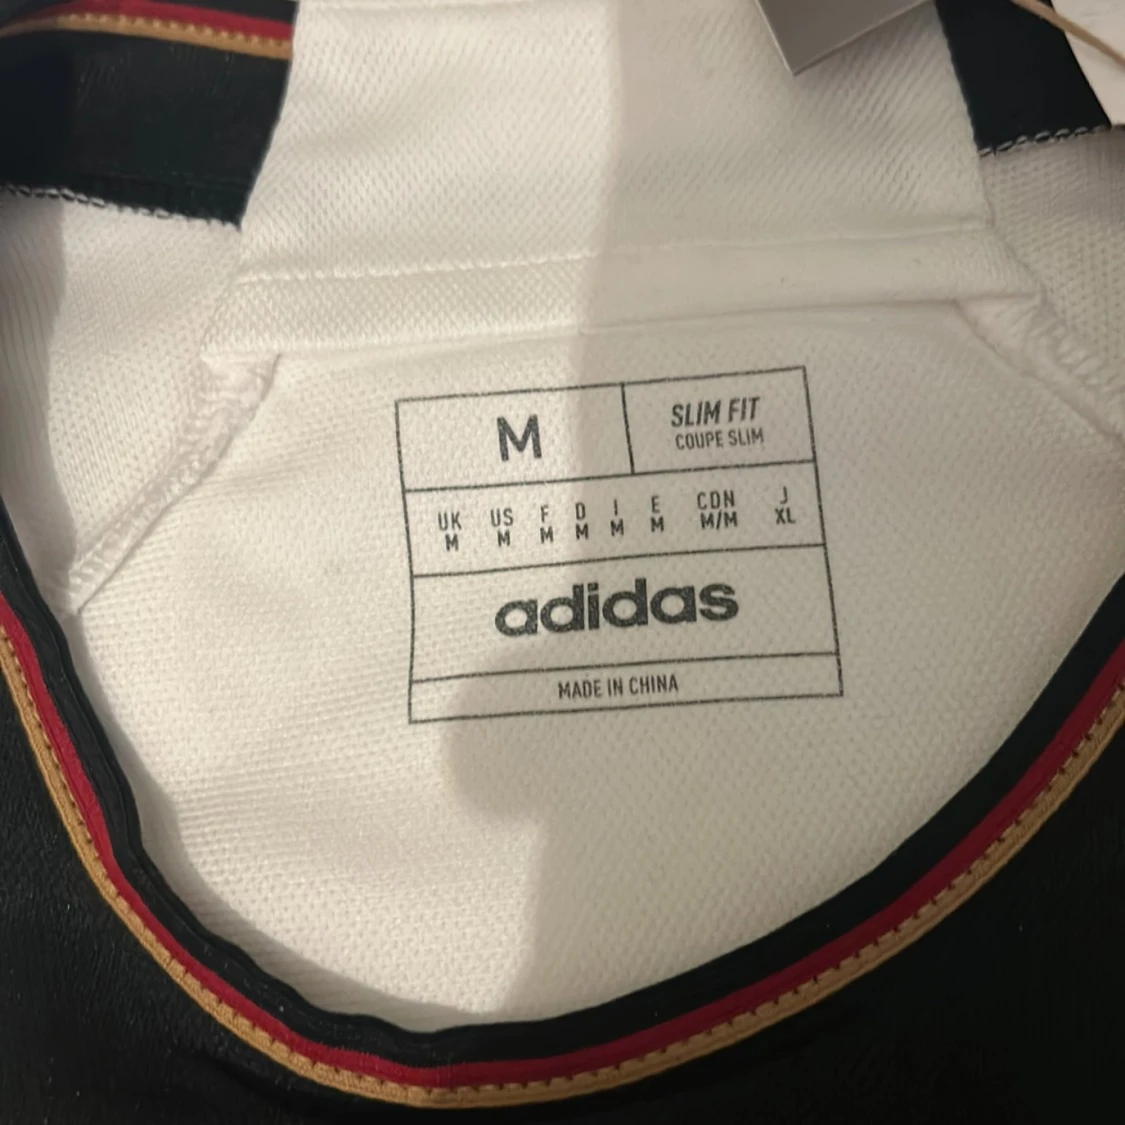 M
SLIM FIT
COUPE SLIM
UK US F D I E CDN J
M M M M M M M/M XL
adidas
MADE IN CHINA